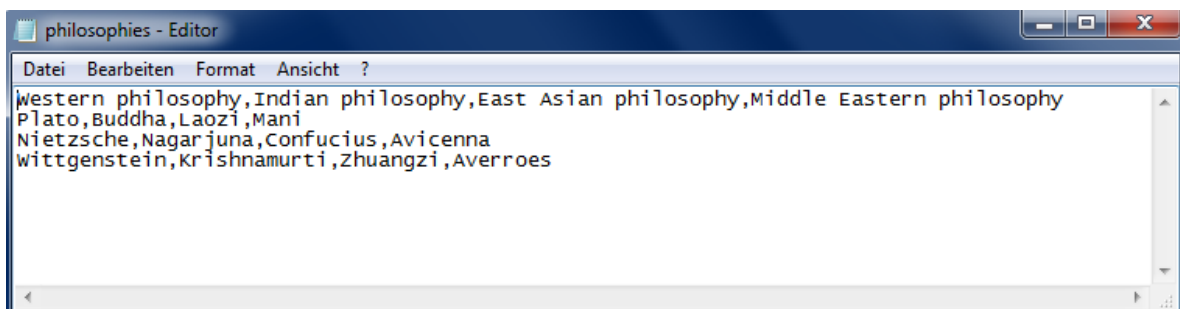 philosophies - Editor
Datei Bearbeiten Format Ansicht ?
Western philosophy,Indian philosophy,East Asian philosophy,Middle Eastern philosophy
Plato,Buddha,Laozi,Mani
Nietzsche,Nagarjuna,Confucius,Avicenna
Wittgenstein,Krishnamurti,Zhuangzi,Averroes